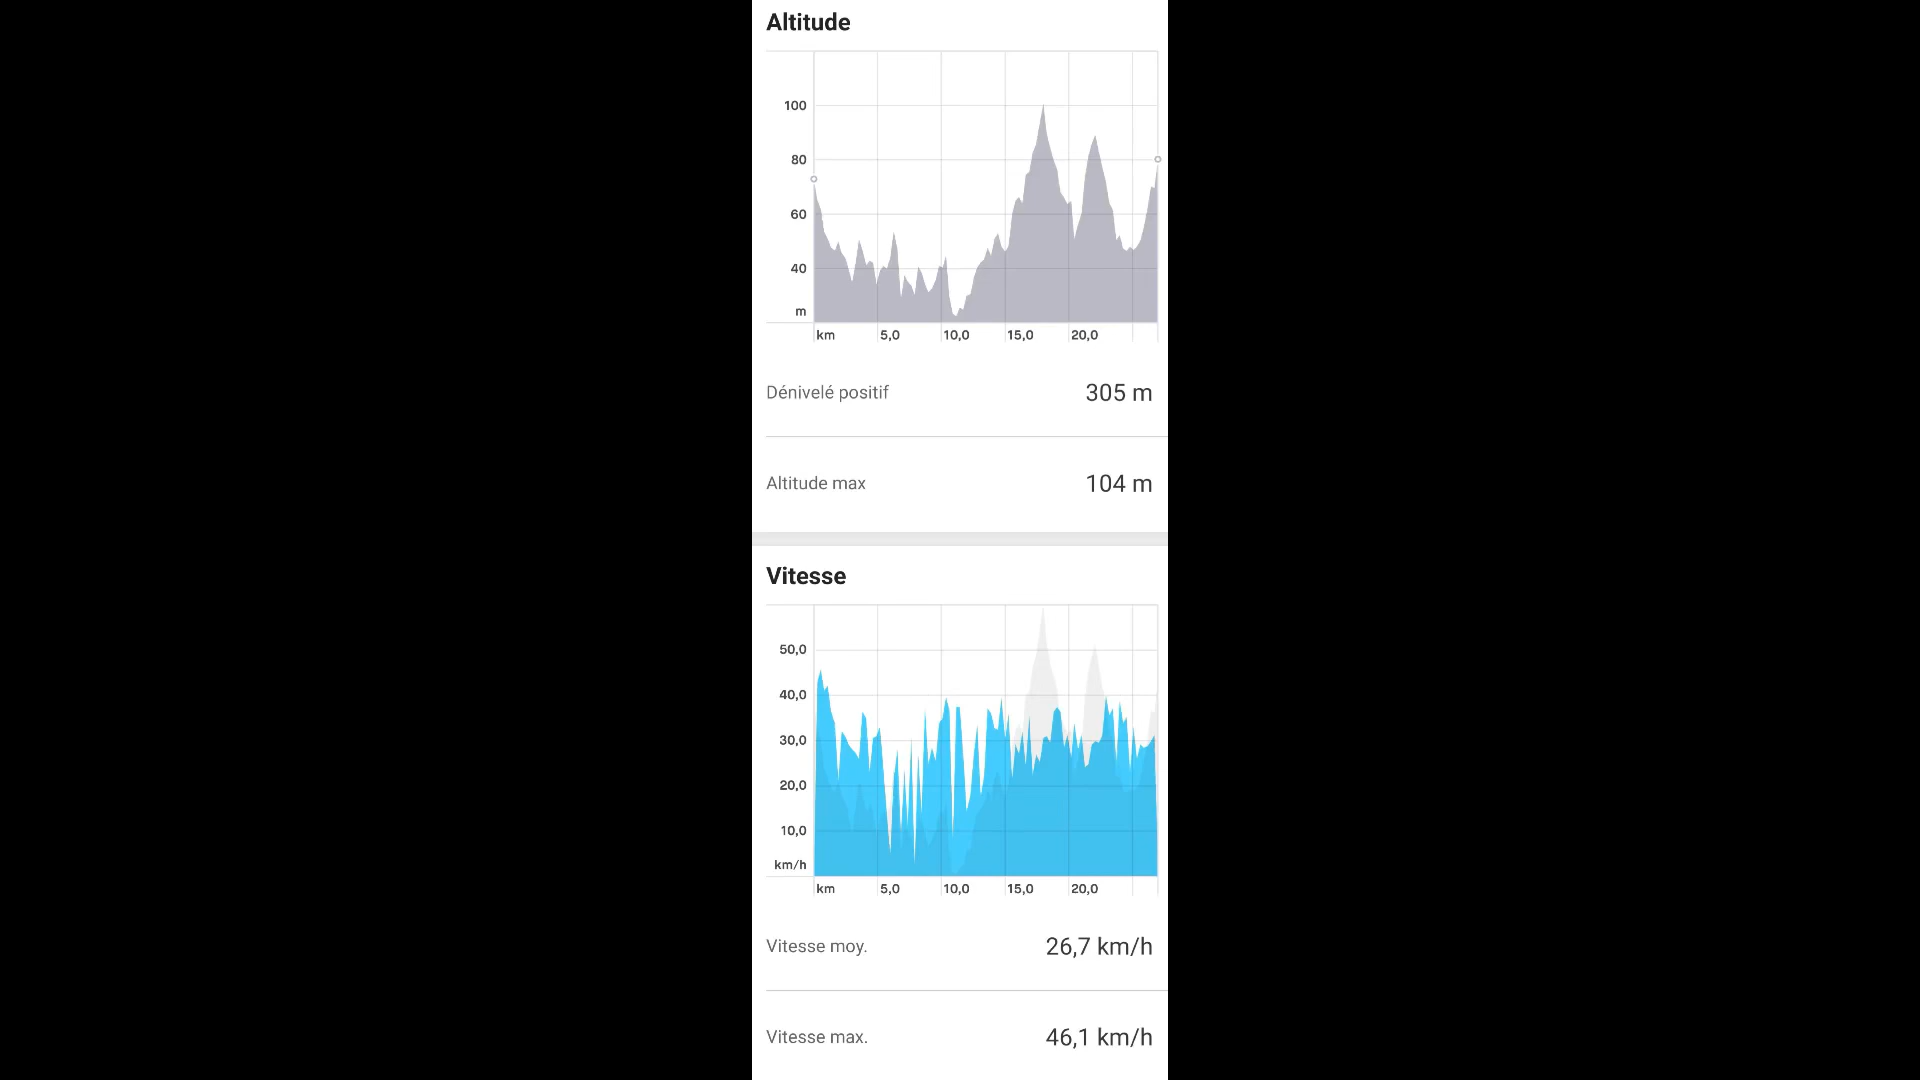 Altitude
100
80
60
40
m
km 5,0 10,0 15,0 20,0
Dénivelé positif 305 m
Altitude max 104 m
Vitesse
50,0
40,0
30,0
20,0
10,0
km/h
km 5,0 10,0 15,0 20,0
Vitesse moy. 26,7 km/h
Vitesse max. 46,1 km/h